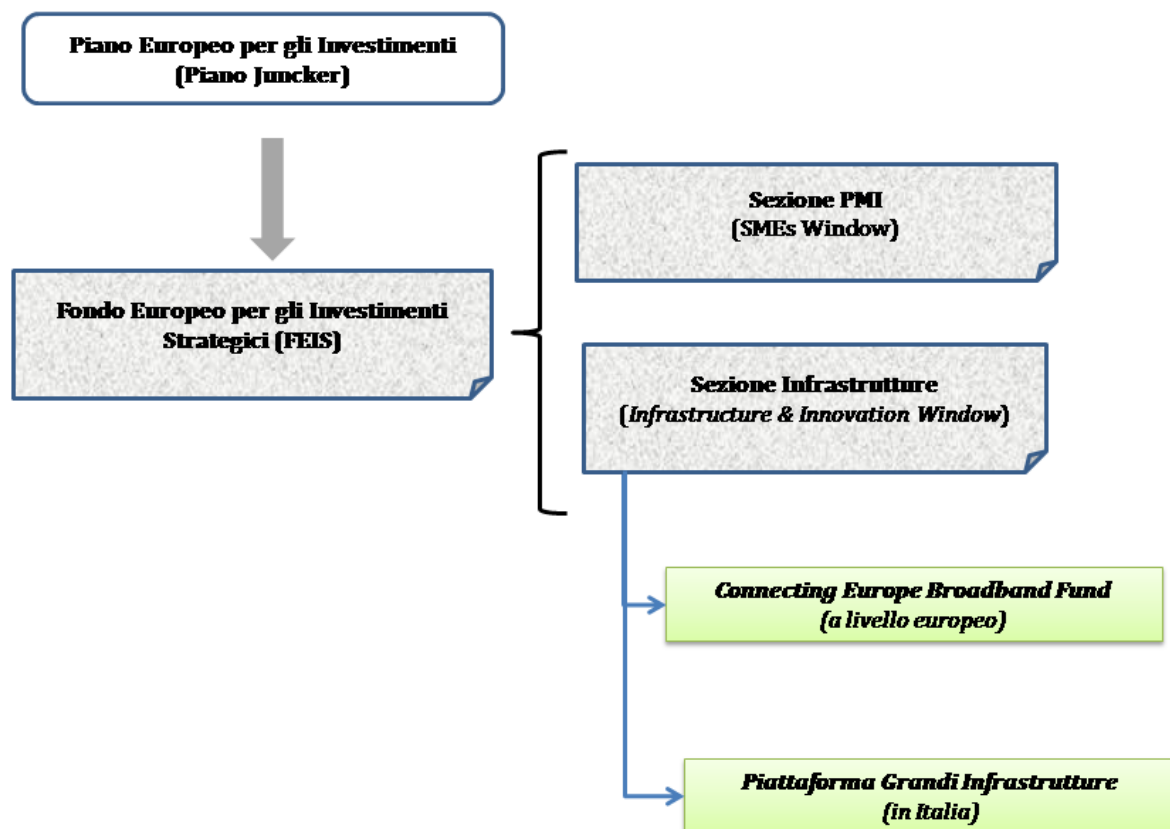 Piano Europeo per gli Investimenti
(Piano Juncker)
Sezione PMI
(SMEs Window)
Fondo Europeo per gli Investimenti
Strategici (FEIS)
Sezione Infrastrutture
(Infrastructure & Innovation Window)
Connecting Europe Broadband Fund
(a livello europeo)
Piattaforma Grandi Infrastrutture
(in Italia)